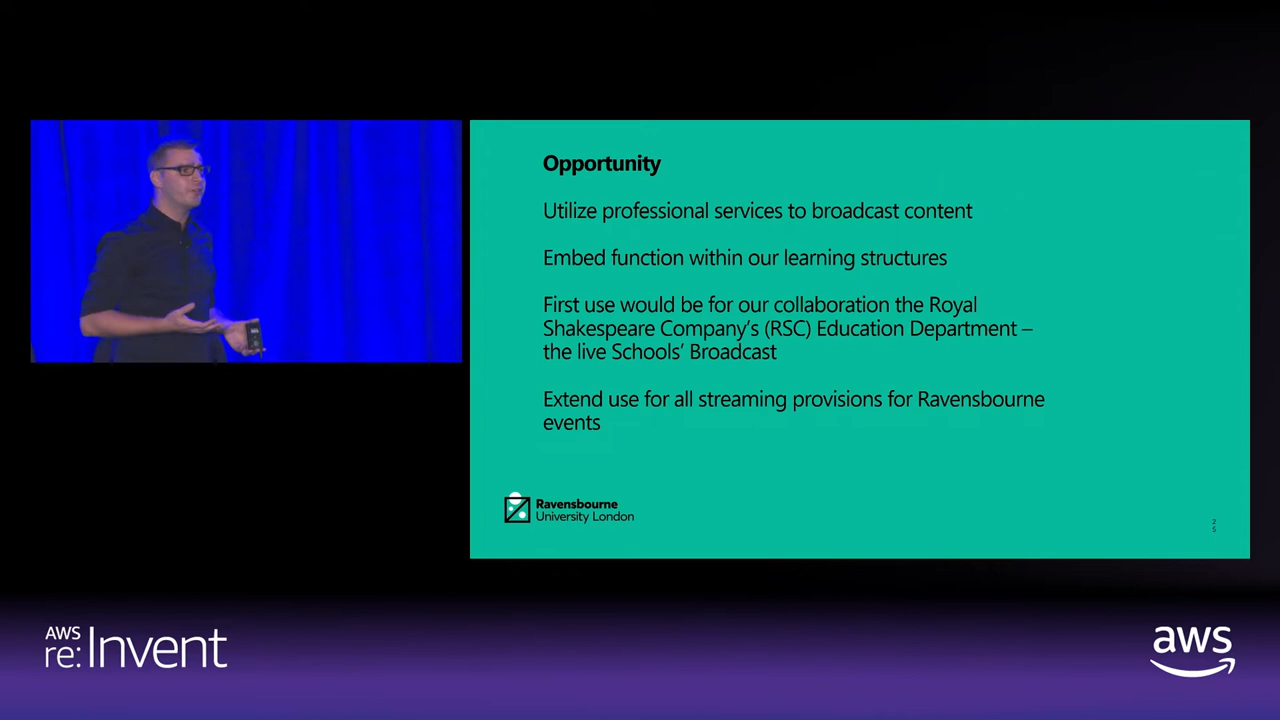 Opportunity
Utilize professional services to broadcast content
Embed function within our learning structures
First use would be for our collaboration the Royal
Shakespeare Company's (RSC) Education Department –
the live Schools' Broadcast
Extend use for all streaming provisions for Ravensbourne
events
Ravensbourne
University London
2
5
AWS
re:Invent
aws